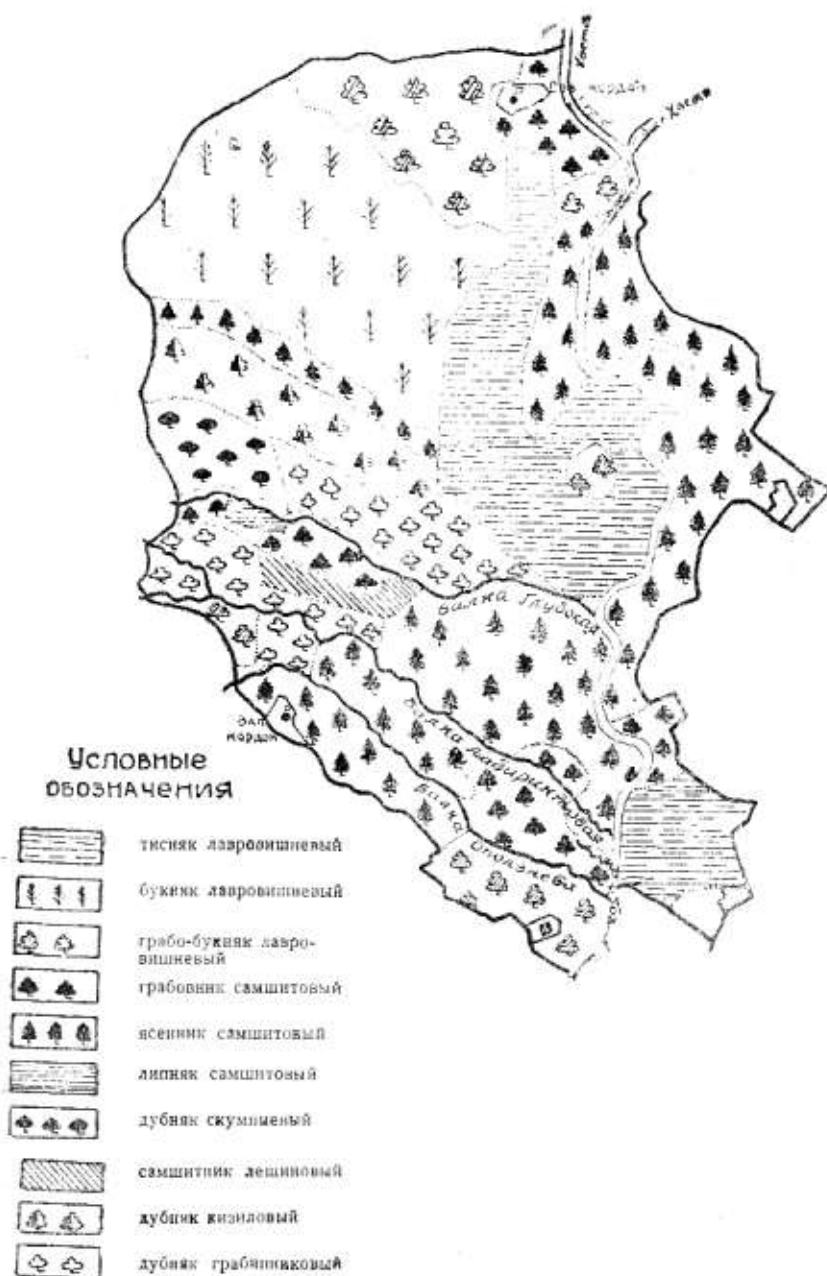 Хоста
кордон
Хоста
Балка Глубокая
Балка Лабиринтовая
Балка
Оползневая
Зап.
кордон
Условные
обозначения
тисняк лавровишневый
букняк лавровишневый
грабо-букняк лавро-
вишневый
грабовник самшитовый
ясенник самшитовый
липняк самшитовый
дубняк скумпиевый
самшитник лещиновый
дубняк кизиловый
дубняк грабинниковый